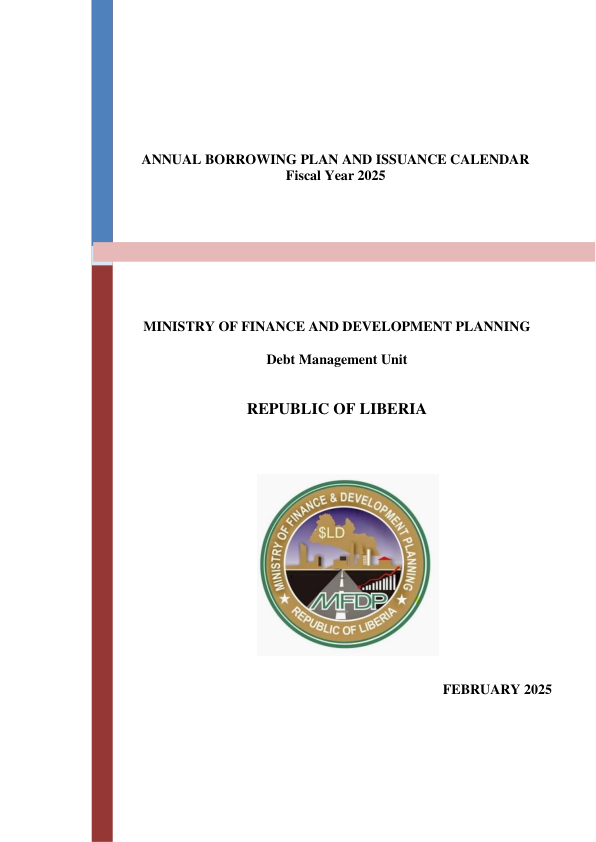 ANNUAL BORROWING PLAN AND ISSUANCE CALENDAR
Fiscal Year 2025
MINISTRY OF FINANCE AND DEVELOPMENT PLANNING
Debt Management Unit
REPUBLIC OF LIBERIA
MINISTRY OF FINANCE & DEVELOPMENT PLANNING
$LD
MFDP
REPUBLIC OF LIBERIA
FEBRUARY 2025